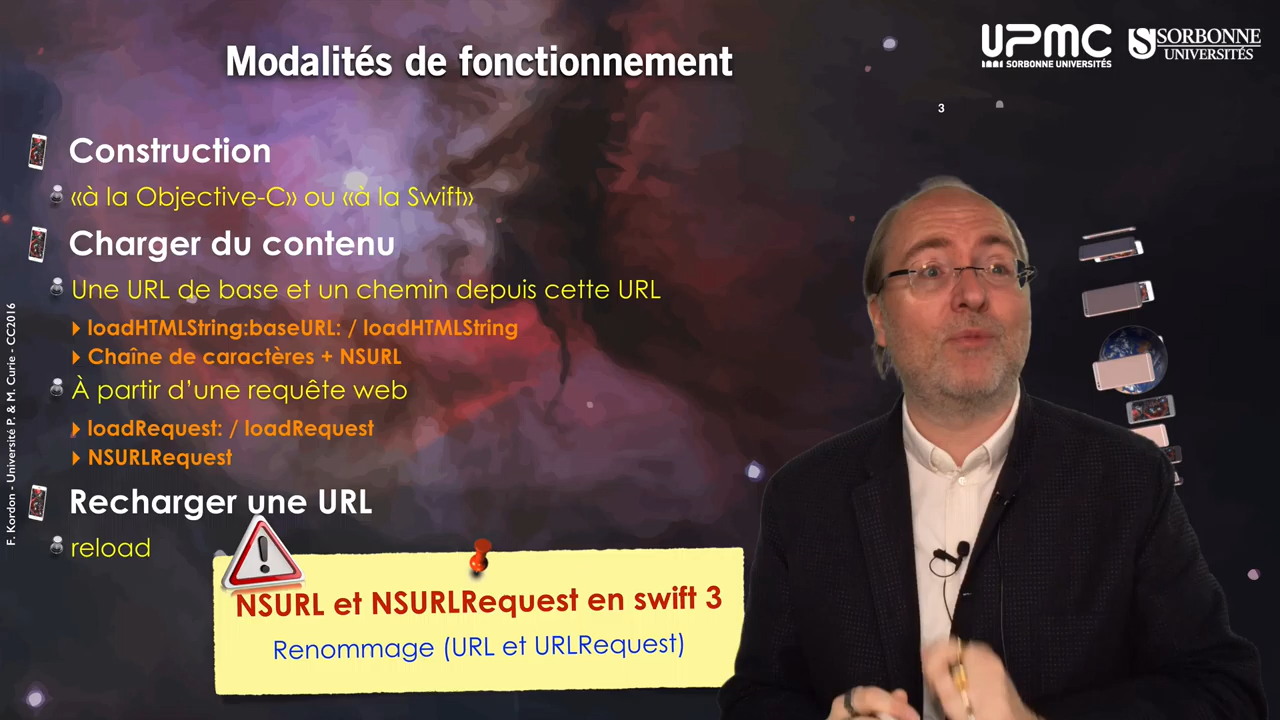 Modalités de fonctionnement
UPMC
SORBONNE UNIVERSITÉS
S SORBONNE
UNIVERSITÉS
3
Construction
«à la Objective-C» ou «à la Swift»
Charger du contenu
Une URL de base et un chemin depuis cette URL
loadHTMLString:baseURL: / loadHTMLString
Chaîne de caractères + NSURL
À partir d’une requête web
loadRequest: / loadRequest
NSURLRequest
Recharger une URL
reload
NSURL et NSURLRequest en swift 3
Renommage (URL et URLRequest)
F. Kordon - Université P. & M. Curie - CC2016